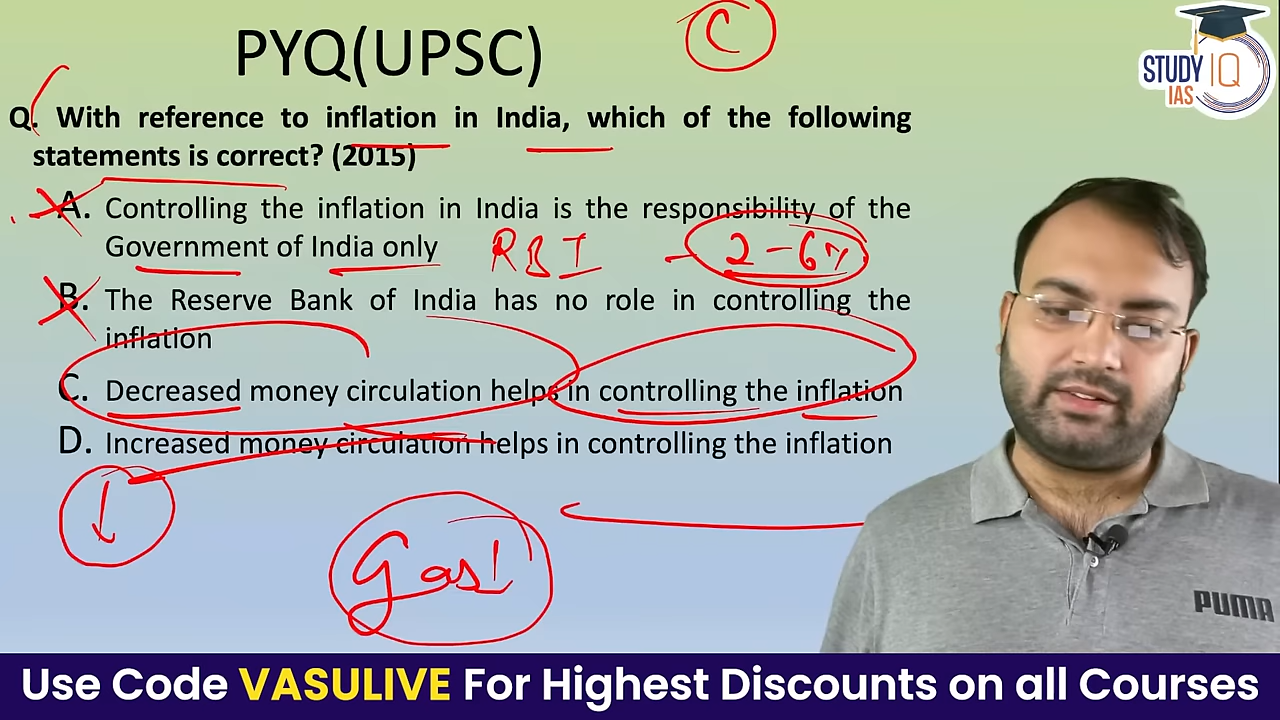 PYQ(UPSC)
C
STUDY IQ
IAS
Q. With reference to inflation in India, which of the following
statements is correct? (2015)
A. Controlling the inflation in India is the responsibility of the
Government of India only
RBI - 2-6%
B. The Reserve Bank of India has no role in controlling the
inflation
C. Decreased money circulation helps in controlling the inflation
D. Increased money circulation helps in controlling the inflation
PUMA
Use Code VASULIVE For Highest Discounts on all Courses